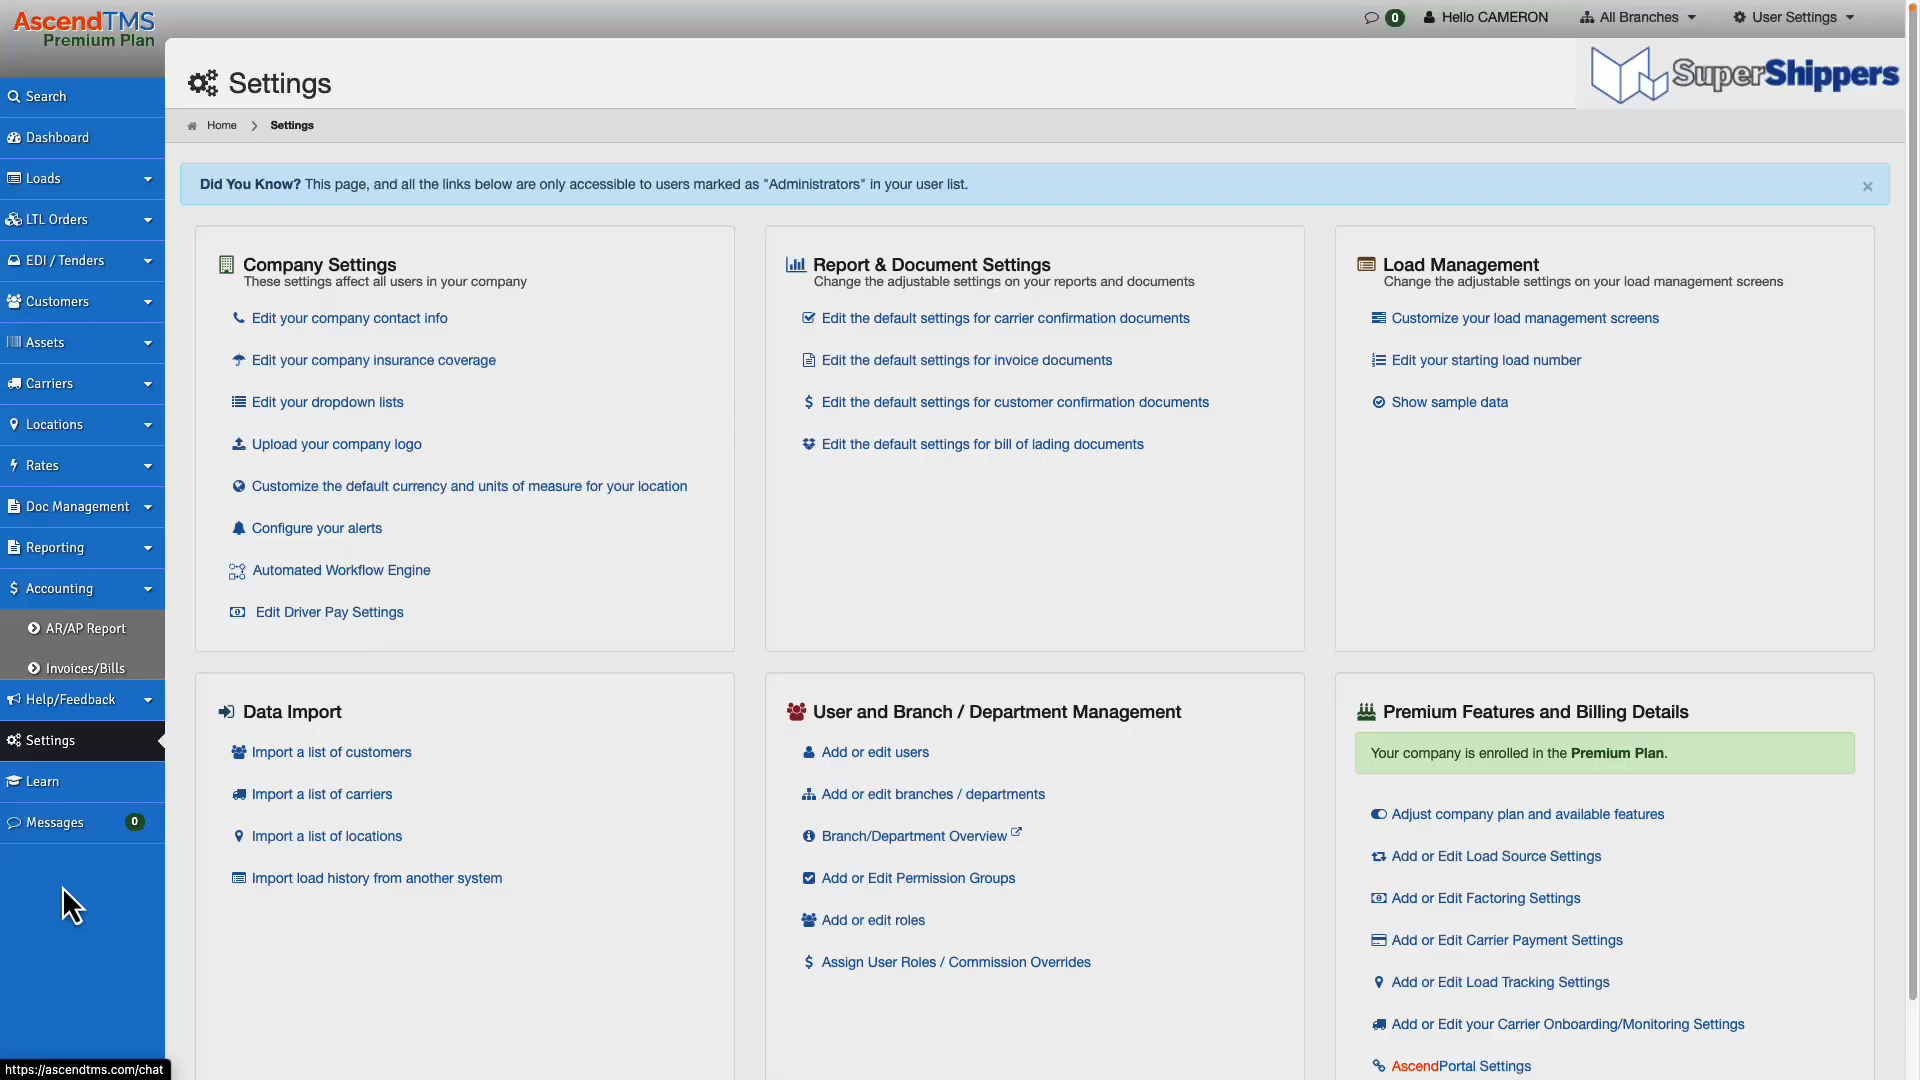 AscendTMS
Premium Plan
0
Hello CAMERON
All Branches
User Settings
Settings
SuperShippers
Home
Settings
Did You Know? This page, and all the links below are only accessible to users marked as "Administrators" in your user list.
×
Search
Dashboard
Loads
LTL Orders
EDI / Tenders
Customers
Assets
Carriers
Locations
Rates
Doc Management
Reporting
Accounting
AR/AP Report
Invoices/Bills
Help/Feedback
Settings
Learn
Messages
0
Company Settings
These settings affect all users in your company
Edit your company contact info
Edit your company insurance coverage
Edit your dropdown lists
Upload your company logo
Customize the default currency and units of measure for your location
Configure your alerts
Automated Workflow Engine
Edit Driver Pay Settings
Report & Document Settings
Change the adjustable settings on your reports and documents
Edit the default settings for carrier confirmation documents
Edit the default settings for invoice documents
Edit the default settings for customer confirmation documents
Edit the default settings for bill of lading documents
Load Management
Change the adjustable settings on your load management screens
Customize your load management screens
Edit your starting load number
Show sample data
Data Import
Import a list of customers
Import a list of carriers
Import a list of locations
Import load history from another system
User and Branch / Department Management
Add or edit users
Add or edit branches / departments
Branch/Department Overview
Add or Edit Permission Groups
Add or edit roles
Assign User Roles / Commission Overrides
Premium Features and Billing Details
Your company is enrolled in the Premium Plan.
Adjust company plan and available features
Add or Edit Load Source Settings
Add or Edit Factoring Settings
Add or Edit Carrier Payment Settings
Add or Edit Load Tracking Settings
Add or Edit your Carrier Onboarding/Monitoring Settings
AscendPortal Settings
https://ascendtms.com/chat